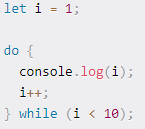 let i = 1;

do {
  console.log(i);
  i++;
} while (i < 10);